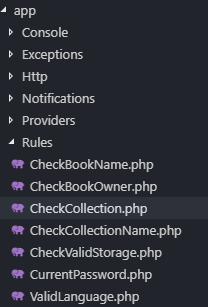 app
Console
Exceptions
Http
Notifications
Providers
Rules
CheckBookName.php
CheckBookOwner.php
CheckCollection.php
CheckCollectionName.php
CheckValidStorage.php
CurrentPassword.php
ValidLanguage.php